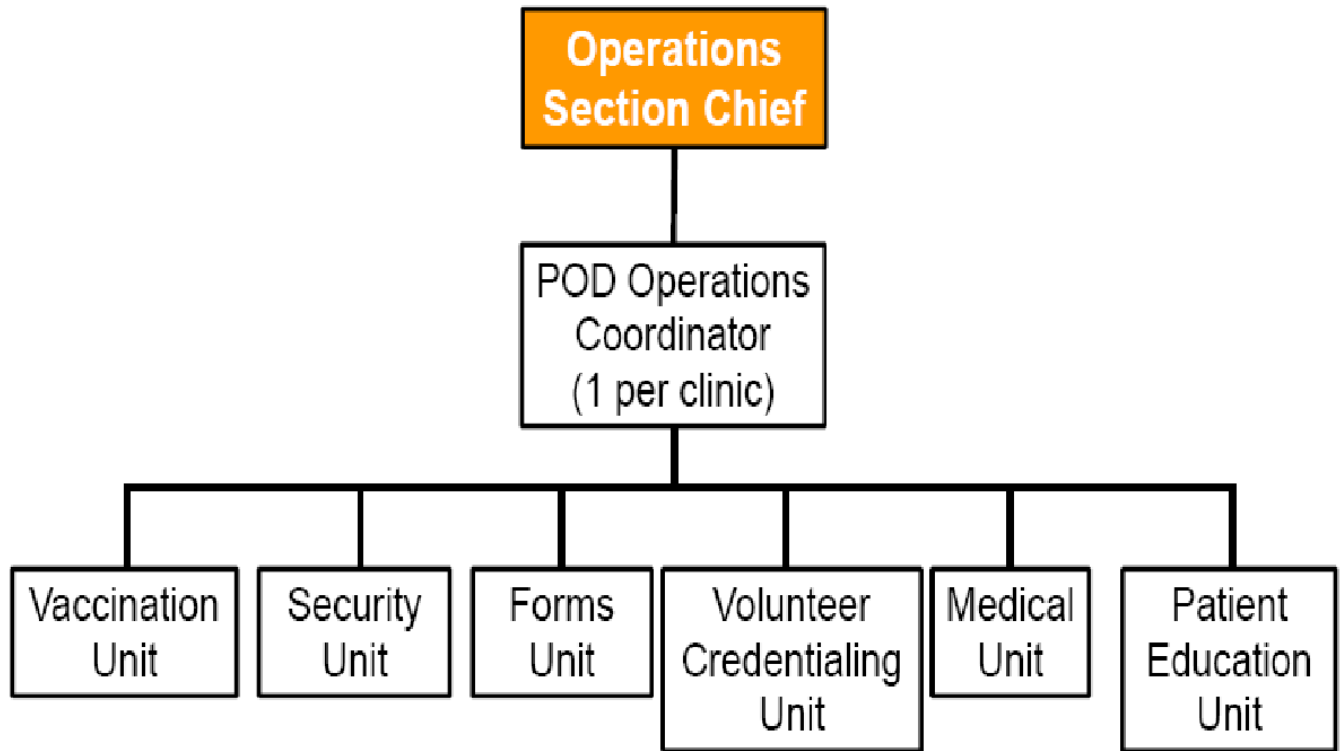 Operations
Section Chief
POD Operations
Coordinator
(1 per clinic)
Vaccination
Unit
Security
Unit
Forms
Unit
Volunteer
Credentialing
Unit
Medical
Unit
Patient
Education
Unit